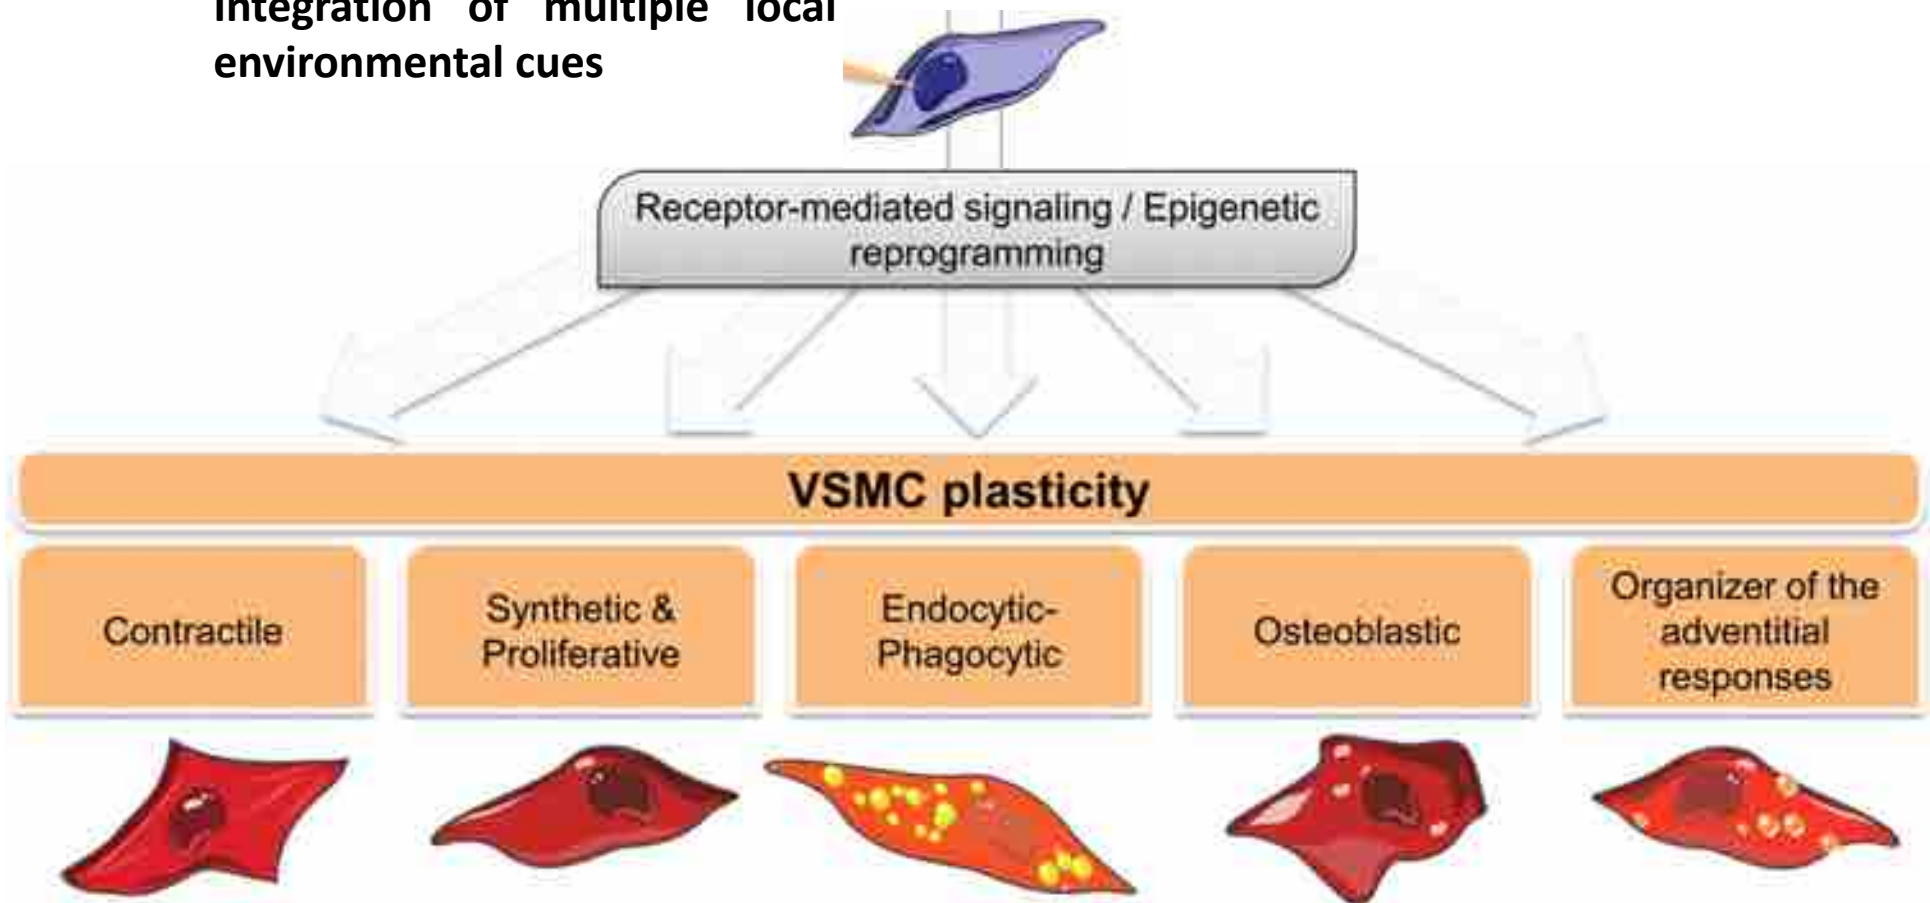 Integration of multiple local
environmental cues
Receptor-mediated signaling / Epigenetic
reprogramming
VSMC plasticity
Contractile
Synthetic &
Proliferative
Endocytic-
Phagocytic
Osteoblastic
Organizer of the
adventitial
responses